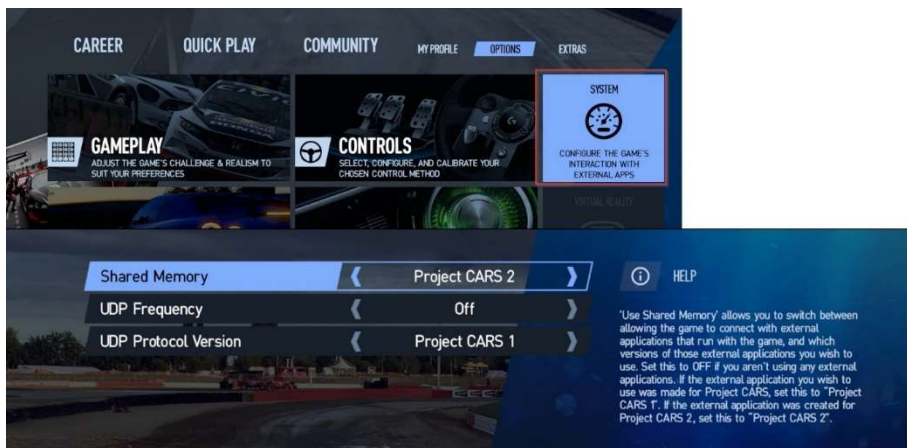 CAREER
QUICK PLAY
COMMUNITY
MY PROFILE
OPTIONS
EXTRAS
GAMEPLAY
ADJUST THE GAME'S CHALLENGE & REALISM TO
SUIT YOUR PREFERENCES
CONTROLS
SELECT, CONFIGURE, AND CALIBRATE YOUR
CHOSEN CONTROL METHOD
SYSTEM
CONFIGURE THE GAME'S
INTERACTION WITH
EXTERNAL APPS
VIRTUAL REALITY
Shared Memory
Project CARS 2
UDP Frequency
Off
UDP Protocol Version
Project CARS 1
HELP
'Use Shared Memory' allows you to switch between
allowing the game to connect with external
applications that run with the game, and which
versions of those external applications you wish to
use. Set this to OFF if you aren't using any external
applications. If the external application you wish to
use was made for Project CARS, set this to "Project
CARS 1". If the external application was created for
Project CARS 2, set this to "Project CARS 2".